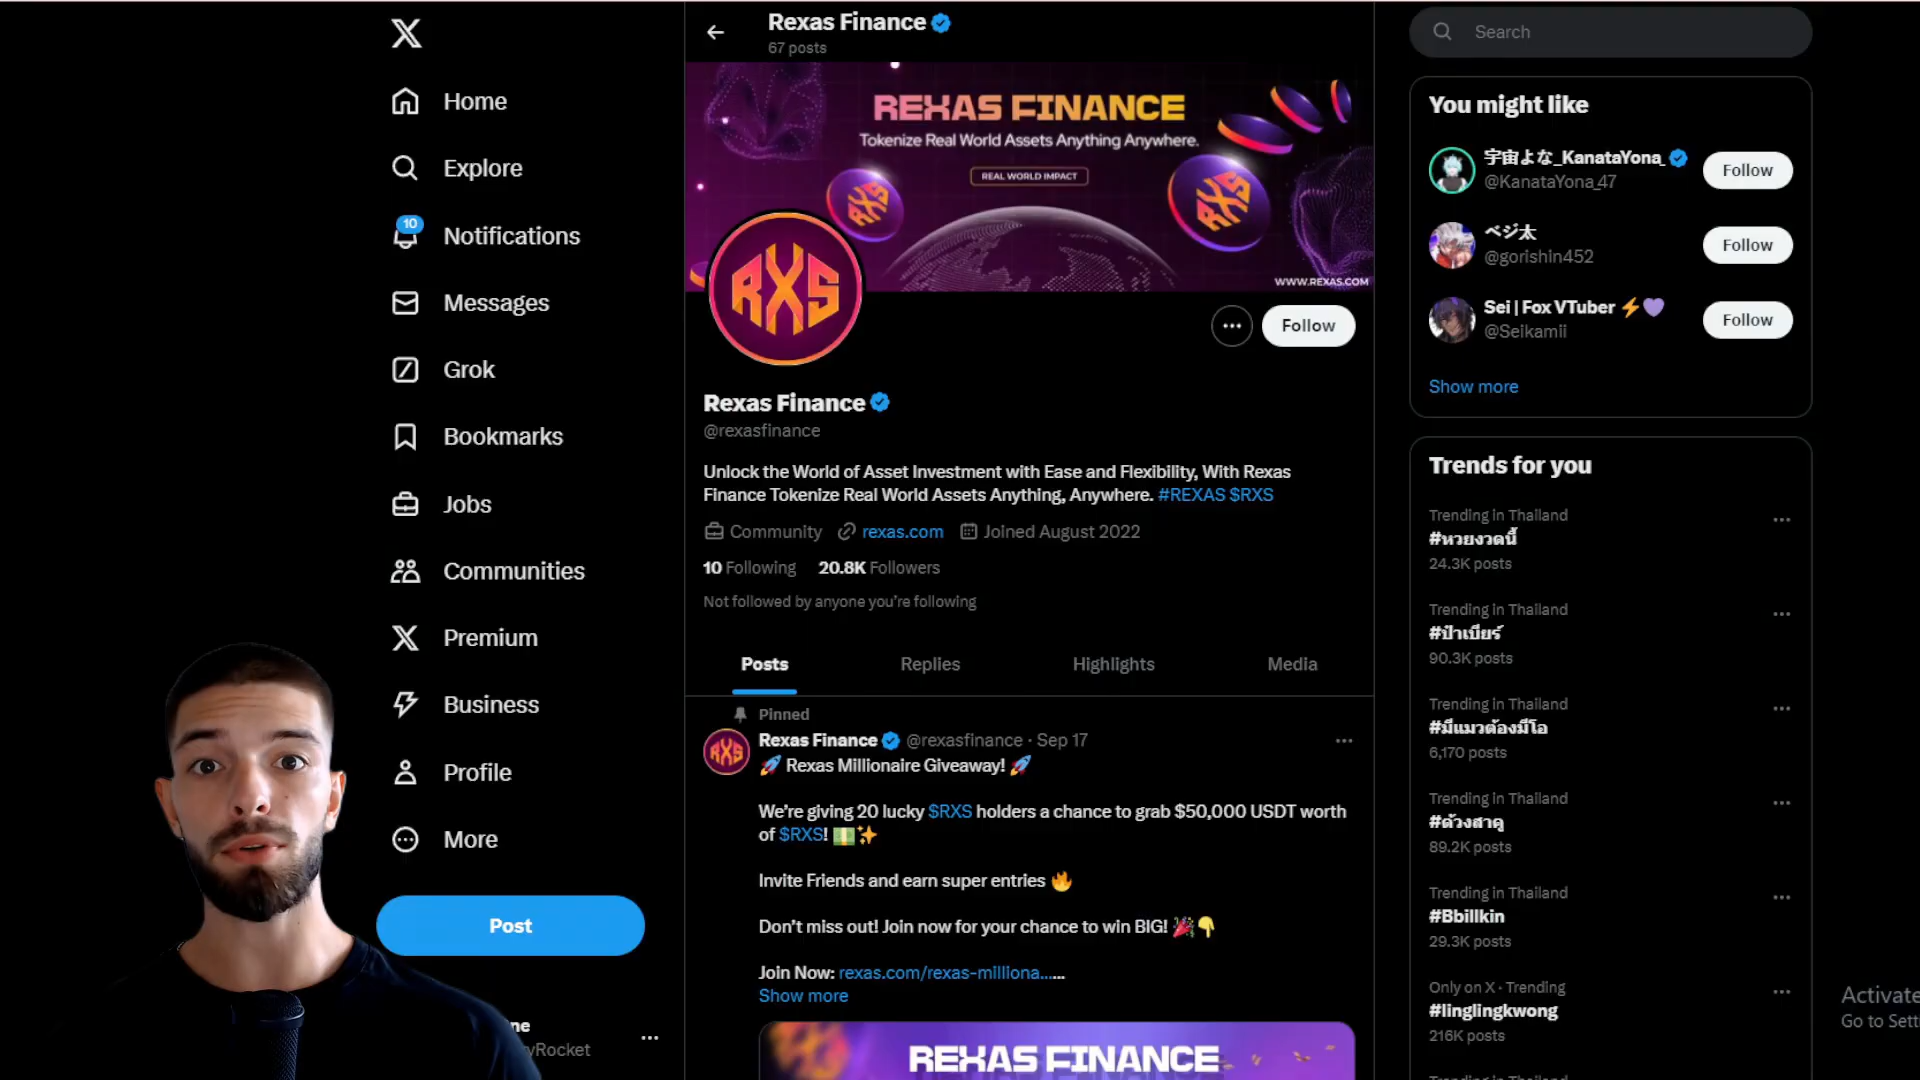 Home
Explore
10
Notifications
Messages
Grok
Bookmarks
Jobs
Communities
Premium
Business
Profile
More
Post
ne
yRocket
Rexas Finance
67 posts
REXAS FINANCE
Tokenize Real World Assets Anything Anywhere.
REAL WORLD IMPACT
RXS
RXS
WWW.REXAS.COM
RXS
Follow
Rexas Finance
@rexasfinance
Unlock the World of Asset Investment with Ease and Flexibility, With Rexas
Finance Tokenize Real World Assets Anything, Anywhere. #REXAS $RXS
Community rexas.com Joined August 2022
10 Following 20.8K Followers
Not followed by anyone you're following
Posts Replies Highlights Media
Pinned
RXS
Rexas Finance @rexasfinance · Sep 17
🚀 Rexas Millionaire Giveaway! 🚀
We're giving 20 lucky $RXS holders a chance to grab $50,000 USDT worth
of $RXS! 💵✨
Invite Friends and earn super entries 🔥
Don't miss out! Join now for your chance to win BIG! 🎉👇
Join Now: rexas.com/rexas-milliona......
Show more
REXAS FINANCE
Search
You might like
宇宙よな_KanataYona_
@KanataYona_47
Follow
ベジ太
@gorishin452
Follow
Sei | Fox VTuber ⚡💜
@Seikamii
Follow
Show more
Trends for you
Trending in Thailand
#หวยงวดนี้
24.3K posts
Trending in Thailand
#ป๋าเบียร์
90.3K posts
Trending in Thailand
#มีแมวต้องมีโอ
6,170 posts
Trending in Thailand
#ด้วงสาคู
89.2K posts
Trending in Thailand
#Bbillkin
29.3K posts
Only on X · Trending
#linglingkwong
216K posts
Activate
Go to Setti